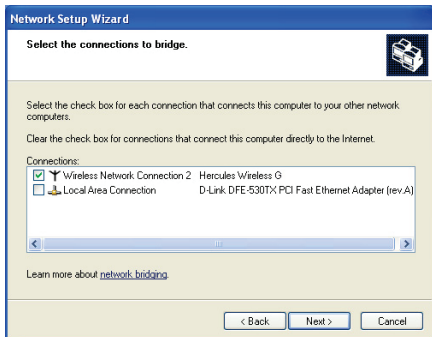 Network Setup Wizard
Select the connections to bridge.
Select the check box for each connection that connects this computer to your other network
computers.
Clear the check box for connections that connect this computer directly to the Internet.
Connections:
Wireless Network Connection 2 Hercules Wireless G
Local Area Connection D-Link DFE-530TX PCI Fast Ethernet Adapter (rev.A)
Learn more about network bridging.
< Back Next > Cancel